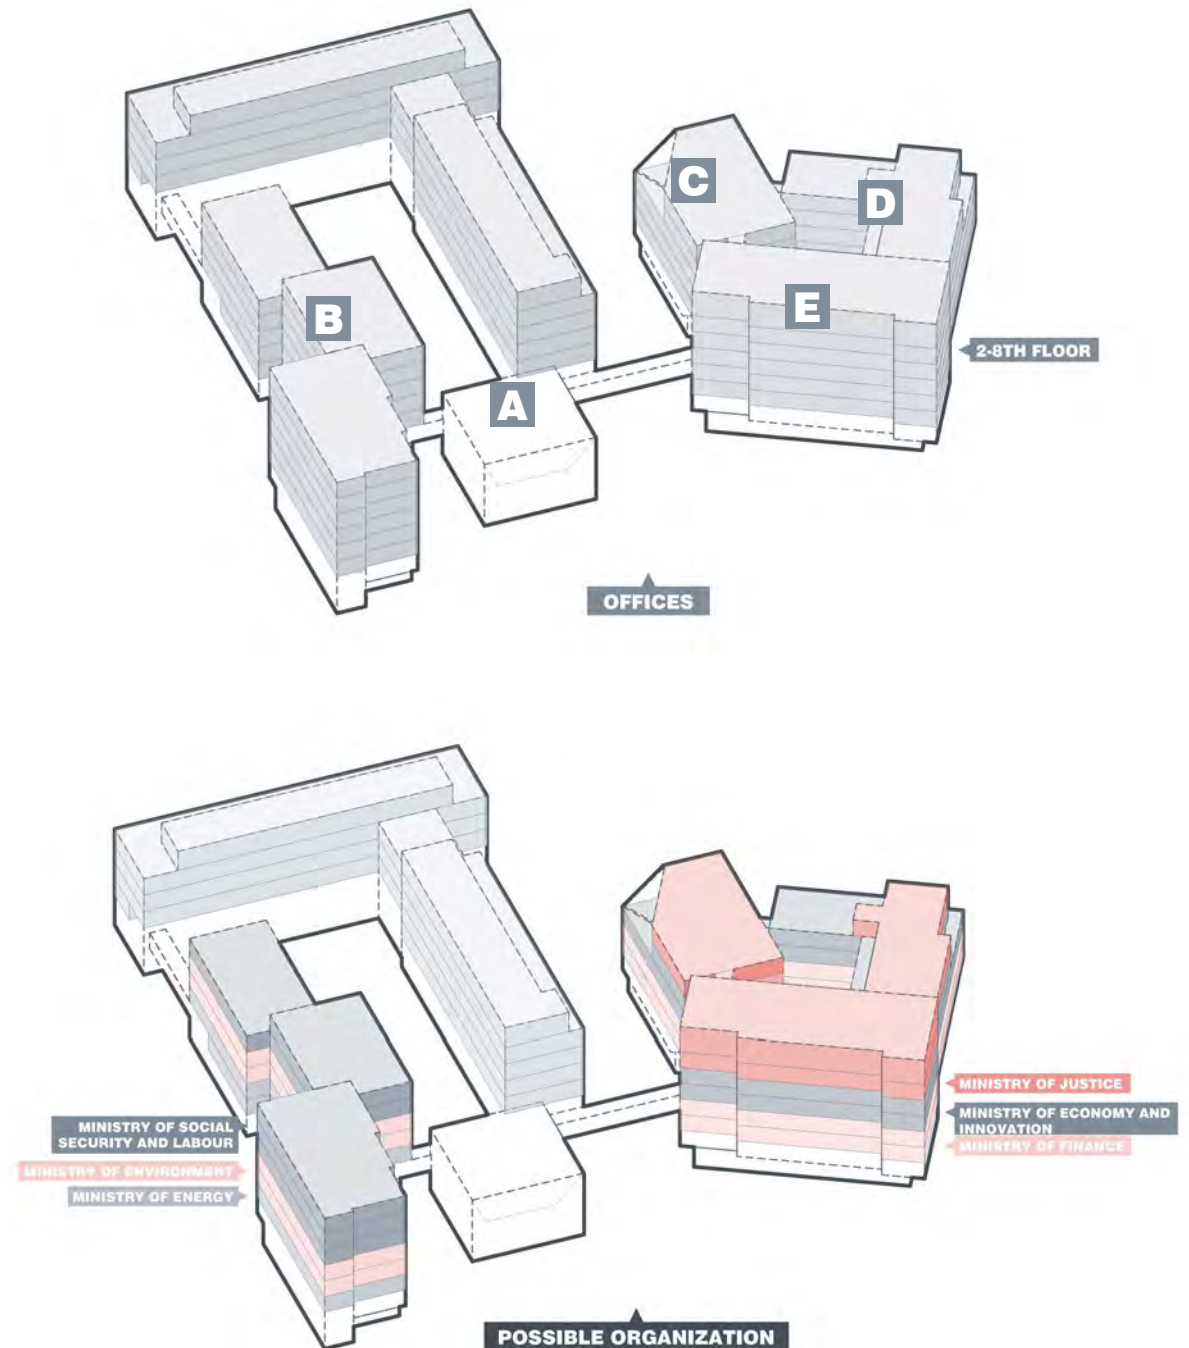 C
D
B
E
2-8TH FLOOR
A
OFFICES
MINISTRY OF JUSTICE
MINISTRY OF SOCIAL
SECURITY AND LABOUR
MINISTRY OF ECONOMY AND
INNOVATION
MINISTRY OF FINANCE
MINISTRY OF ENVIRONMENT
MINISTRY OF ENERGY
POSSIBLE ORGANIZATION